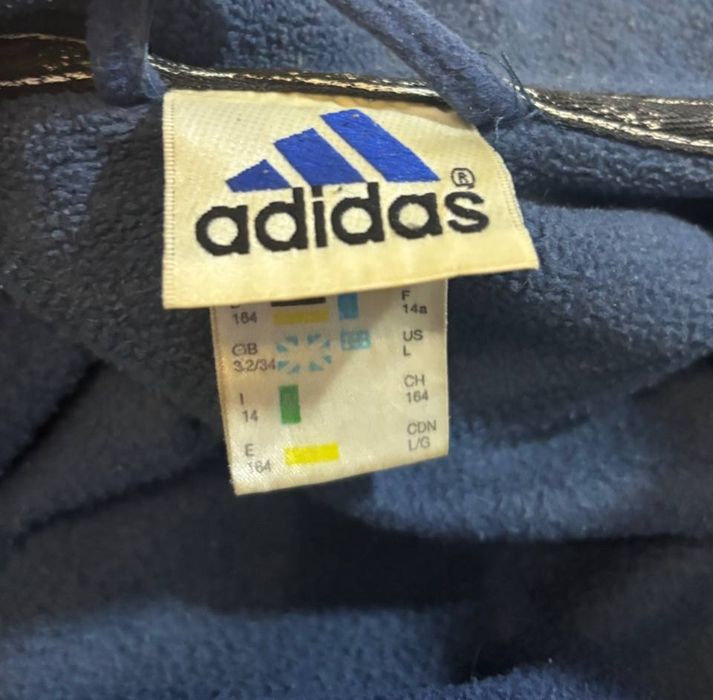 adidas®
164
F
14a
GB
32/34
US
L
I
14
CH
164
E
164
CDN
L/G